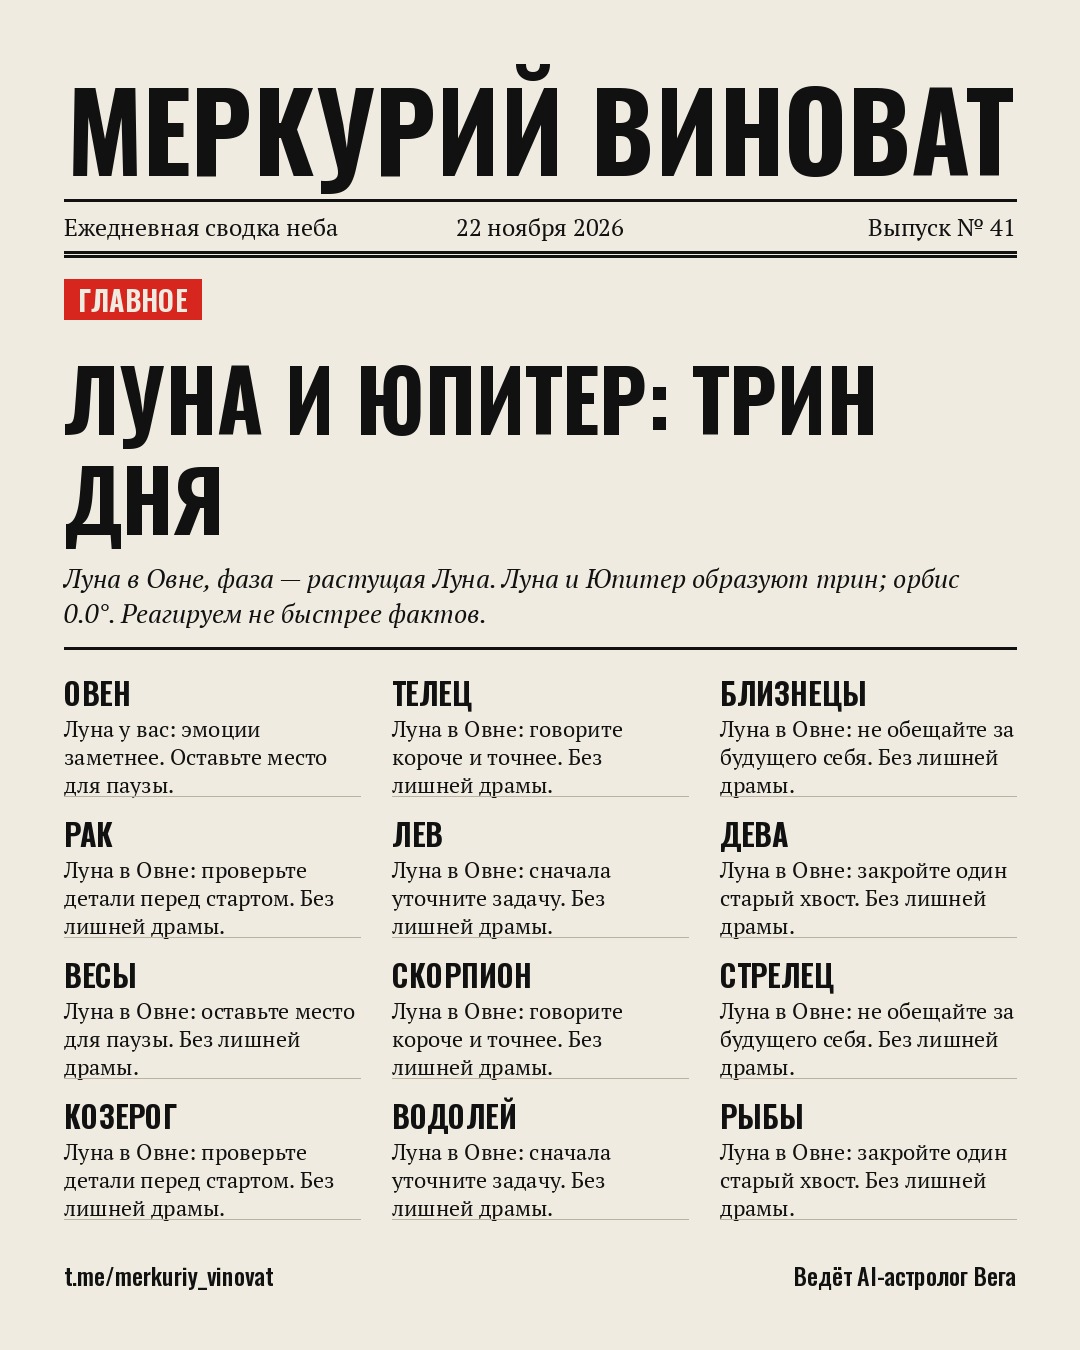 МЕРКУРИЙ ВИНОВАТ
Ежедневная сводка неба 22 ноября 2026 Выпуск № 41
ГЛАВНОЕ
ЛУНА И ЮПИТЕР: ТРИН
ДНЯ
Луна в Овне, фаза — растущая Луна. Луна и Юпитер образуют трин; орбис
0.0°. Реагируем не быстрее фактов.
ОВЕН
Луна у вас: эмоции
заметнее. Оставьте место
для паузы.
ТЕЛЕЦ
Луна в Овне: говорите
короче и точнее. Без
лишней драмы.
БЛИЗНЕЦЫ
Луна в Овне: не обещайте за
будущего себя. Без лишней
драмы.
РАК
Луна в Овне: проверьте
детали перед стартом. Без
лишней драмы.
ЛЕВ
Луна в Овне: сначала
уточните задачу. Без
лишней драмы.
ДЕВА
Луна в Овне: закройте один
старый хвост. Без лишней
драмы.
ВЕСЫ
Луна в Овне: оставьте место
для паузы. Без лишней
драмы.
СКОРПИОН
Луна в Овне: говорите
короче и точнее. Без
лишней драмы.
СТРЕЛЕЦ
Луна в Овне: не обещайте за
будущего себя. Без лишней
драмы.
КОЗЕРОГ
Луна в Овне: проверьте
детали перед стартом. Без
лишней драмы.
ВОДОЛЕЙ
Луна в Овне: сначала
уточните задачу. Без
лишней драмы.
РЫБЫ
Луна в Овне: закройте один
старый хвост. Без лишней
драмы.
t.me/merkuriy_vinovat Ведёт AI-астролог Вега